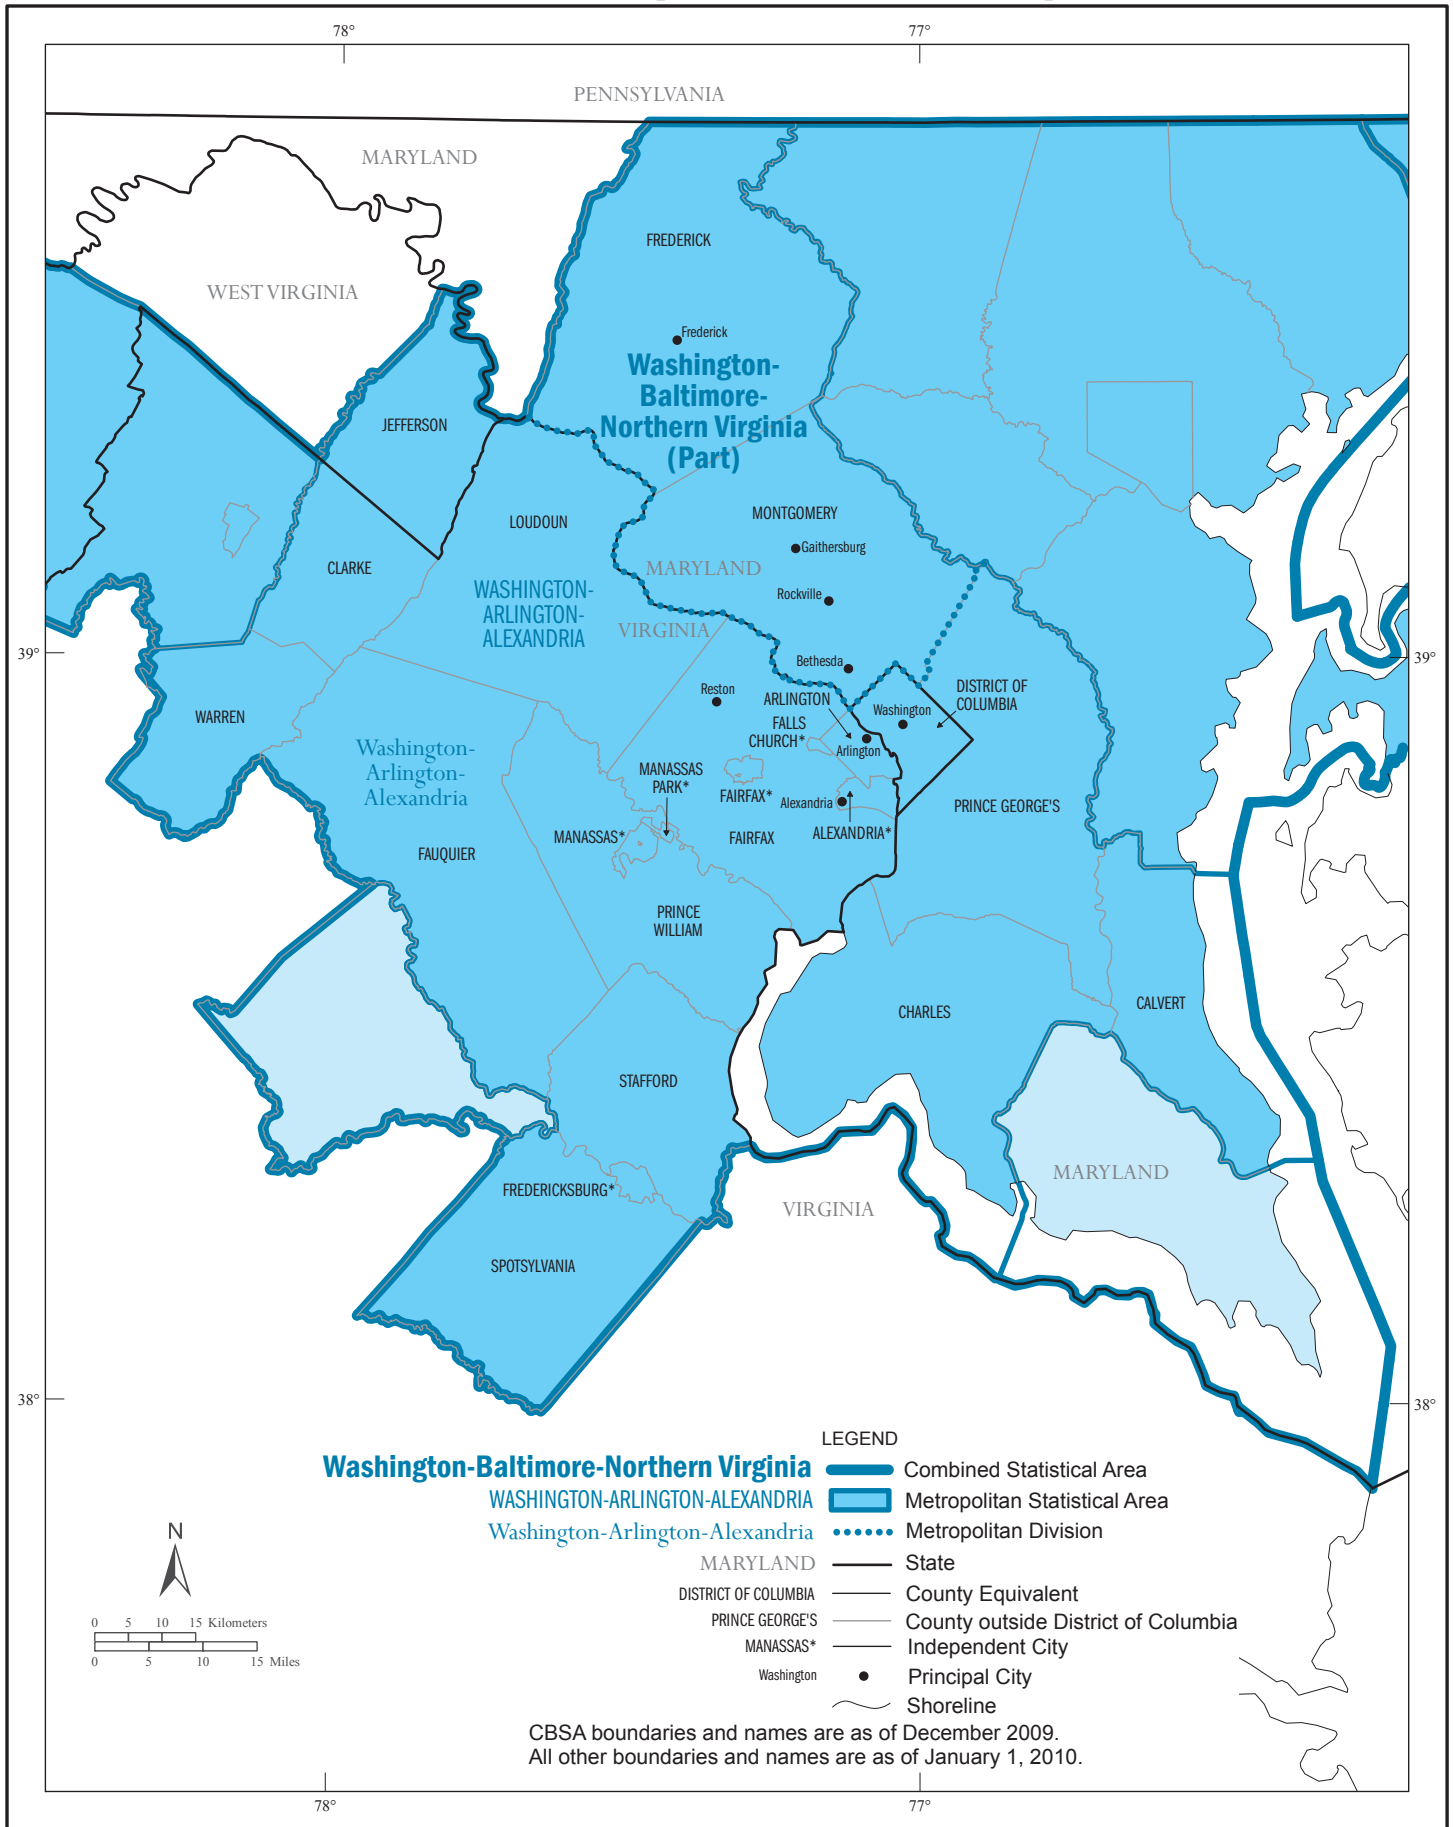 78°
77°
PENNSYLVANIA
MARYLAND
FREDERICK
WEST VIRGINIA
Frederick
Washington-
Baltimore-
Northern Virginia
(Part)
JEFFERSON
LOUDOUN
MONTGOMERY
Gaithersburg
CLARKE
MARYLAND
WASHINGTON-
ARLINGTON-
ALEXANDRIA
Rockville
VIRGINIA
39°
39°
Bethesda
Reston
ARLINGTON
DISTRICT OF
COLUMBIA
Washington
WARREN
FALLS
CHURCH*
Arlington
Washington-
Arlington-
Alexandria
MANASSAS
PARK*
FAIRFAX*
Alexandria
PRINCE GEORGE'S
MANASSAS*
FAIRFAX
ALEXANDRIA*
FAUQUIER
PRINCE
WILLIAM
CHARLES
CALVERT
STAFFORD
MARYLAND
FREDERICKSBURG*
VIRGINIA
SPOTSYLVANIA
38°
38°
LEGEND
Washington-Baltimore-Northern Virginia Combined Statistical Area
WASHINGTON-ARLINGTON-ALEXANDRIA Metropolitan Statistical Area
Washington-Arlington-Alexandria Metropolitan Division
MARYLAND State
DISTRICT OF COLUMBIA County Equivalent
PRINCE GEORGE'S County outside District of Columbia
MANASSAS* Independent City
Washington Principal City
Shoreline
N
0 5 10 15 Kilometers
0 5 10 15 Miles
CBSA boundaries and names are as of December 2009.
All other boundaries and names are as of January 1, 2010.
78°
77°